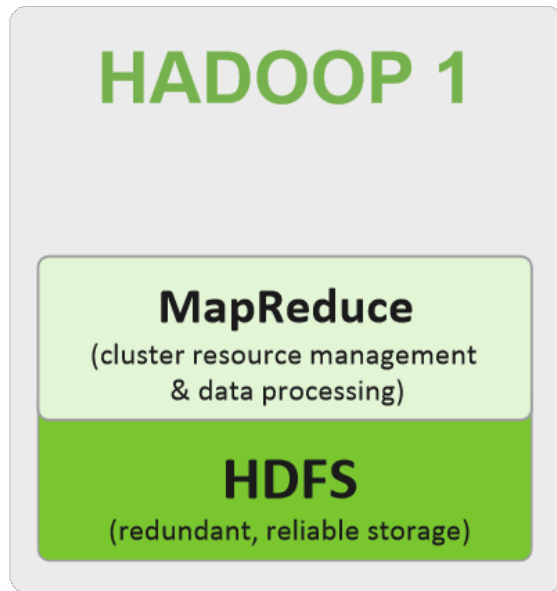 HADOOP 1
MapReduce
(cluster resource management
& data processing)
HDFS
(redundant, reliable storage)